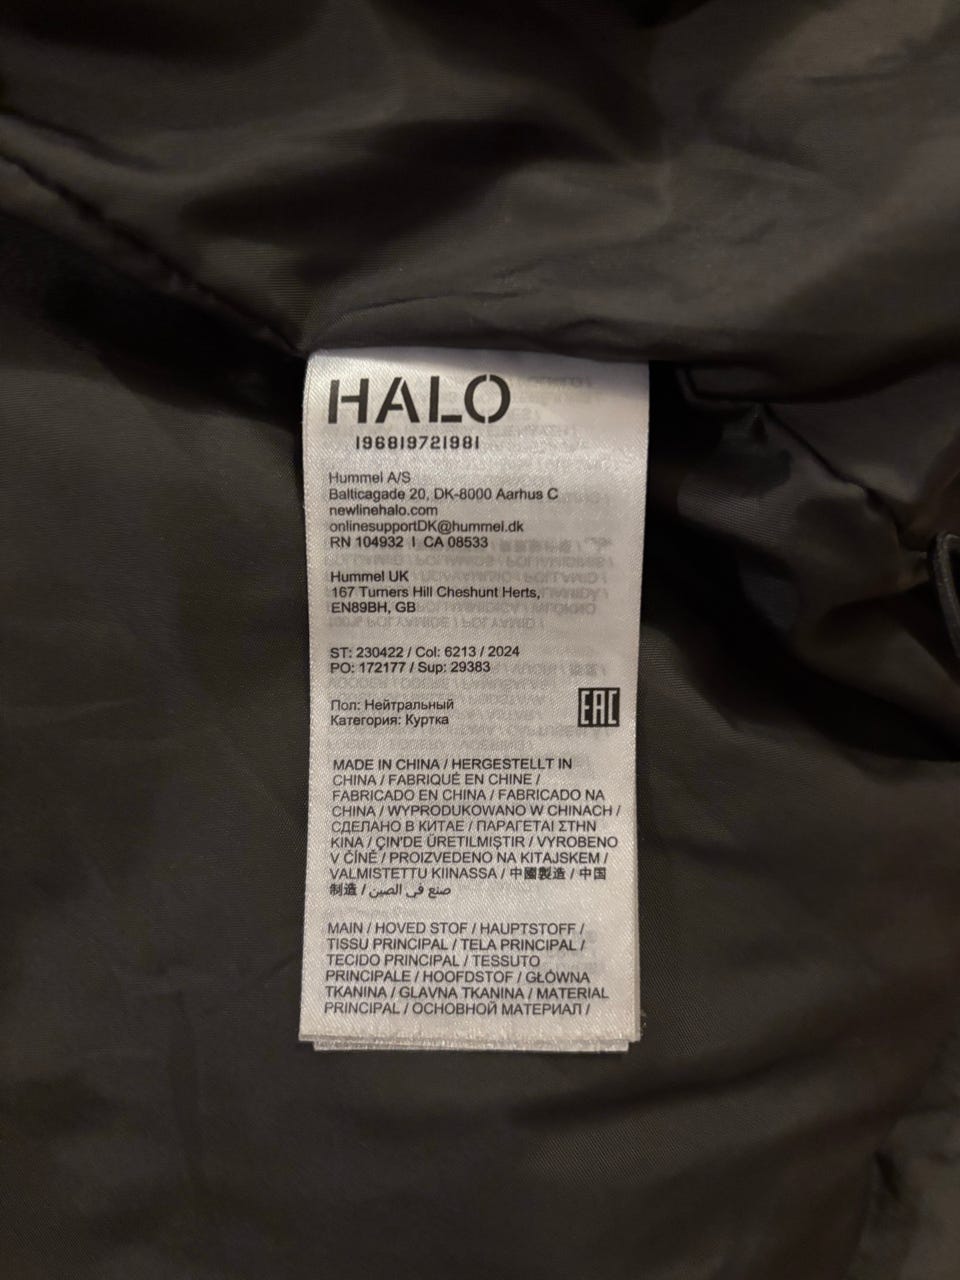 HALO
196819721981
Hummel A/S
Balticagade 20, DK-8000 Aarhus C
newlinehalo.com
onlinesupportDK@hummel.dk
RN 104932 I CA 08533
Hummel UK
167 Turners Hill Cheshunt Herts,
EN89BH, GB
ST: 230422 / Col: 6213 / 2024
PO: 172177 / Sup: 29383
Пол: Нейтральный
Категория: Куртка
EAC
MADE IN CHINA / HERGESTELLT IN
CHINA / FABRIQUÉ EN CHINE /
FABRICADO EN CHINA / FABRICADO NA
CHINA / WYPRODUKOWANO W CHINACH /
СДЕЛАНО В КИТАЕ / ΠΑΡΑΓΕΤΑΙ ΣΤΗΝ
ΚΙΝΑ / ÇIN'DE ÜRETILMIŞTIR / VYROBENO
V ČÍNĚ / PROIZVEDENO NA KITAJSKEM /
VALMISTETTU KIINASSA / 中國製造 / 中国
制造 / صنع في الصين
MAIN / HOVED STOF / HAUPTSTOFF /
TISSU PRINCIPAL / TELA PRINCIPAL /
TECIDO PRINCIPAL / TESSUTO
PRINCIPALE / HOOFDSTOF / GŁÓWNA
TKANINA / GLAVNA TKANINA / MATERIAL
PRINCIPAL / ОСНОВНОЙ МАТЕРИАЛ /